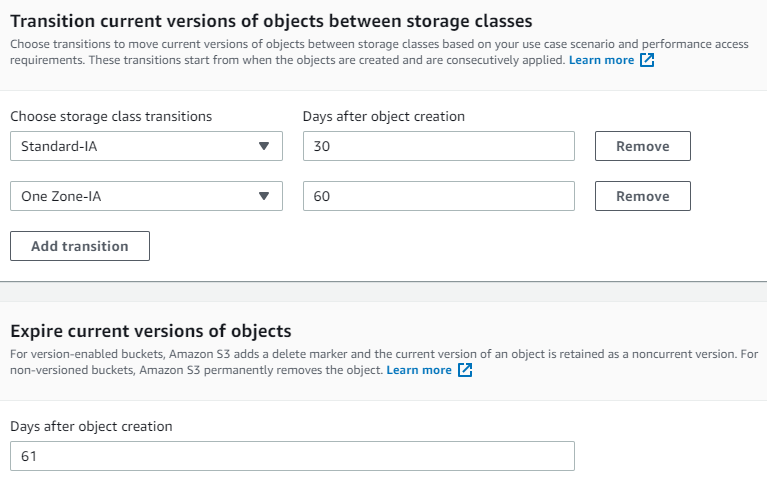 Transition current versions of objects between storage classes
Choose transitions to move current versions of objects between storage classes based on your use case scenario and performance access
requirements. These transitions start from when the objects are created and are consecutively applied. Learn more
Choose storage class transitions
Days after object creation
Standard-IA
30
Remove
One Zone-IA
60
Remove
Add transition
Expire current versions of objects
For version-enabled buckets, Amazon S3 adds a delete marker and the current version of an object is retained as a noncurrent version. For
non-versioned buckets, Amazon S3 permanently removes the object. Learn more
Days after object creation
61